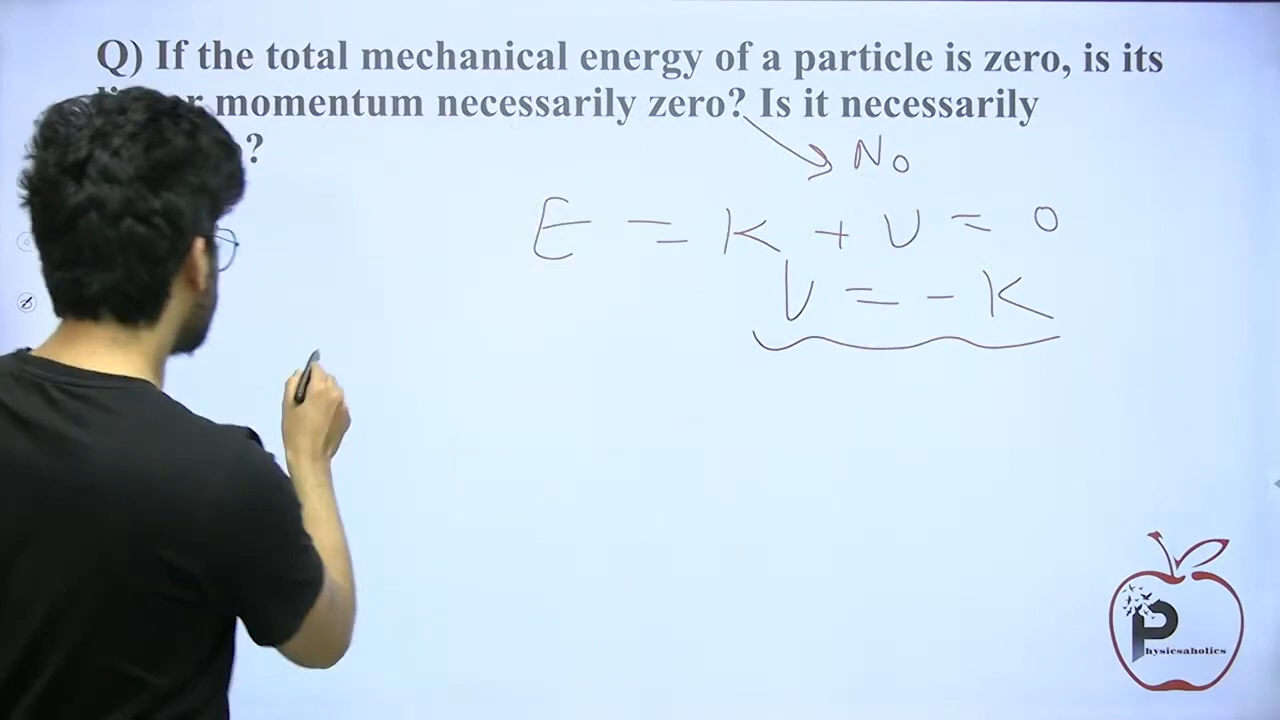 Q) If the total mechanical energy of a particle is zero, is its
momentum necessarily zero? Is it necessarily
?
No
E = K + U = 0
U = - K
Physicsaholics